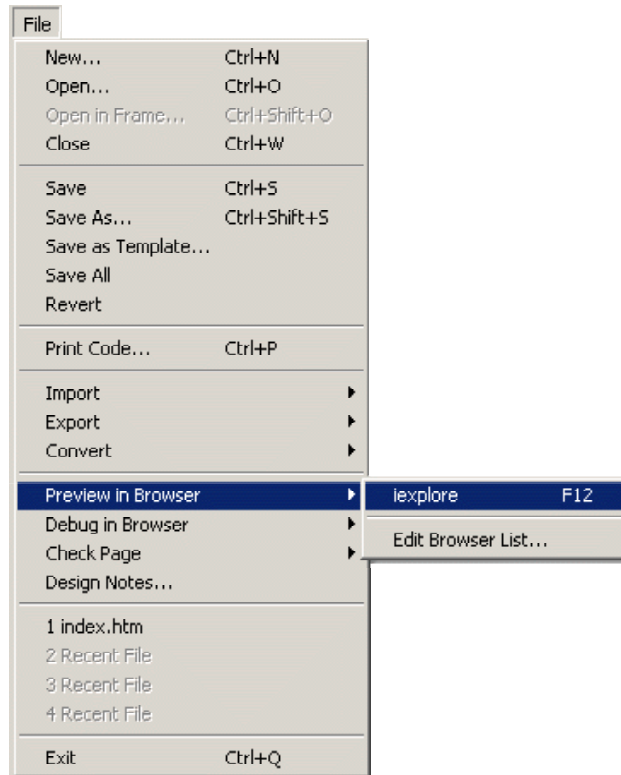 File
New... Ctrl+N
Open... Ctrl+O
Open in Frame... Ctrl+Shift+O
Close Ctrl+W
Save Ctrl+S
Save As... Ctrl+Shift+S
Save as Template...
Save All
Revert
Print Code... Ctrl+P
Import
Export
Convert
Preview in Browser
iexplore F12
Debug in Browser
Edit Browser List...
Check Page
Design Notes...
1 index.htm
2 Recent File
3 Recent File
4 Recent File
Exit Ctrl+Q